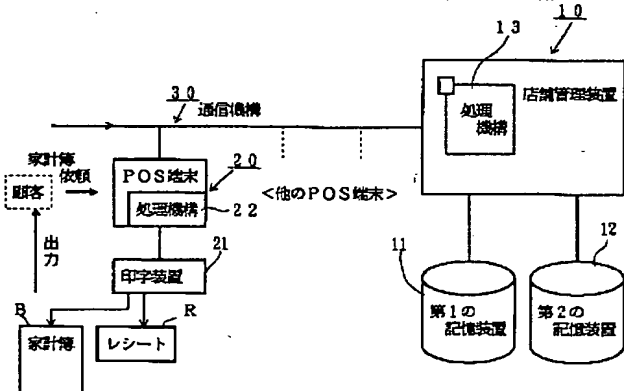 10
13
30
通信機構
店舗管理装置
処理
機構
家計簿
依頼
顧客
POS端末
20
処理機構
22
<他のPOS端末>
出
力
印字装置
21
11
12
B
家計簿
レシート
R
第1の
記憶装置
第2の
記憶装置